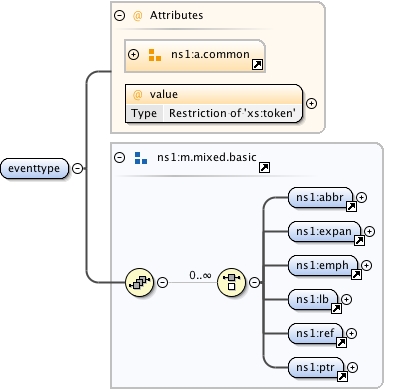 @ Attributes
ns1:a.common
@ value
Type Restriction of 'xs:token'
eventtype
ns1:m.mixed.basic
0..∞
ns1:abbr
ns1:expan
ns1:emph
ns1:lb
ns1:ref
ns1:ptr